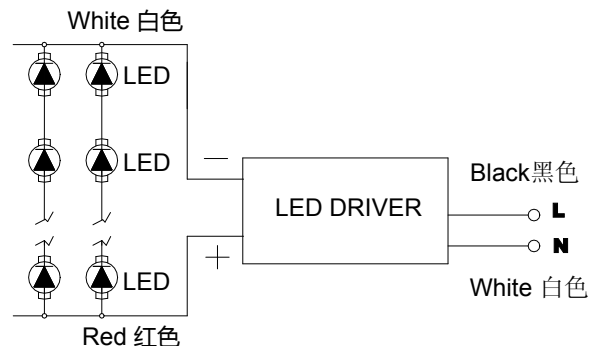 White 白色
LED
LED
LED
Red 红色
−
+
LED DRIVER
Black黑色
L
N
White 白色